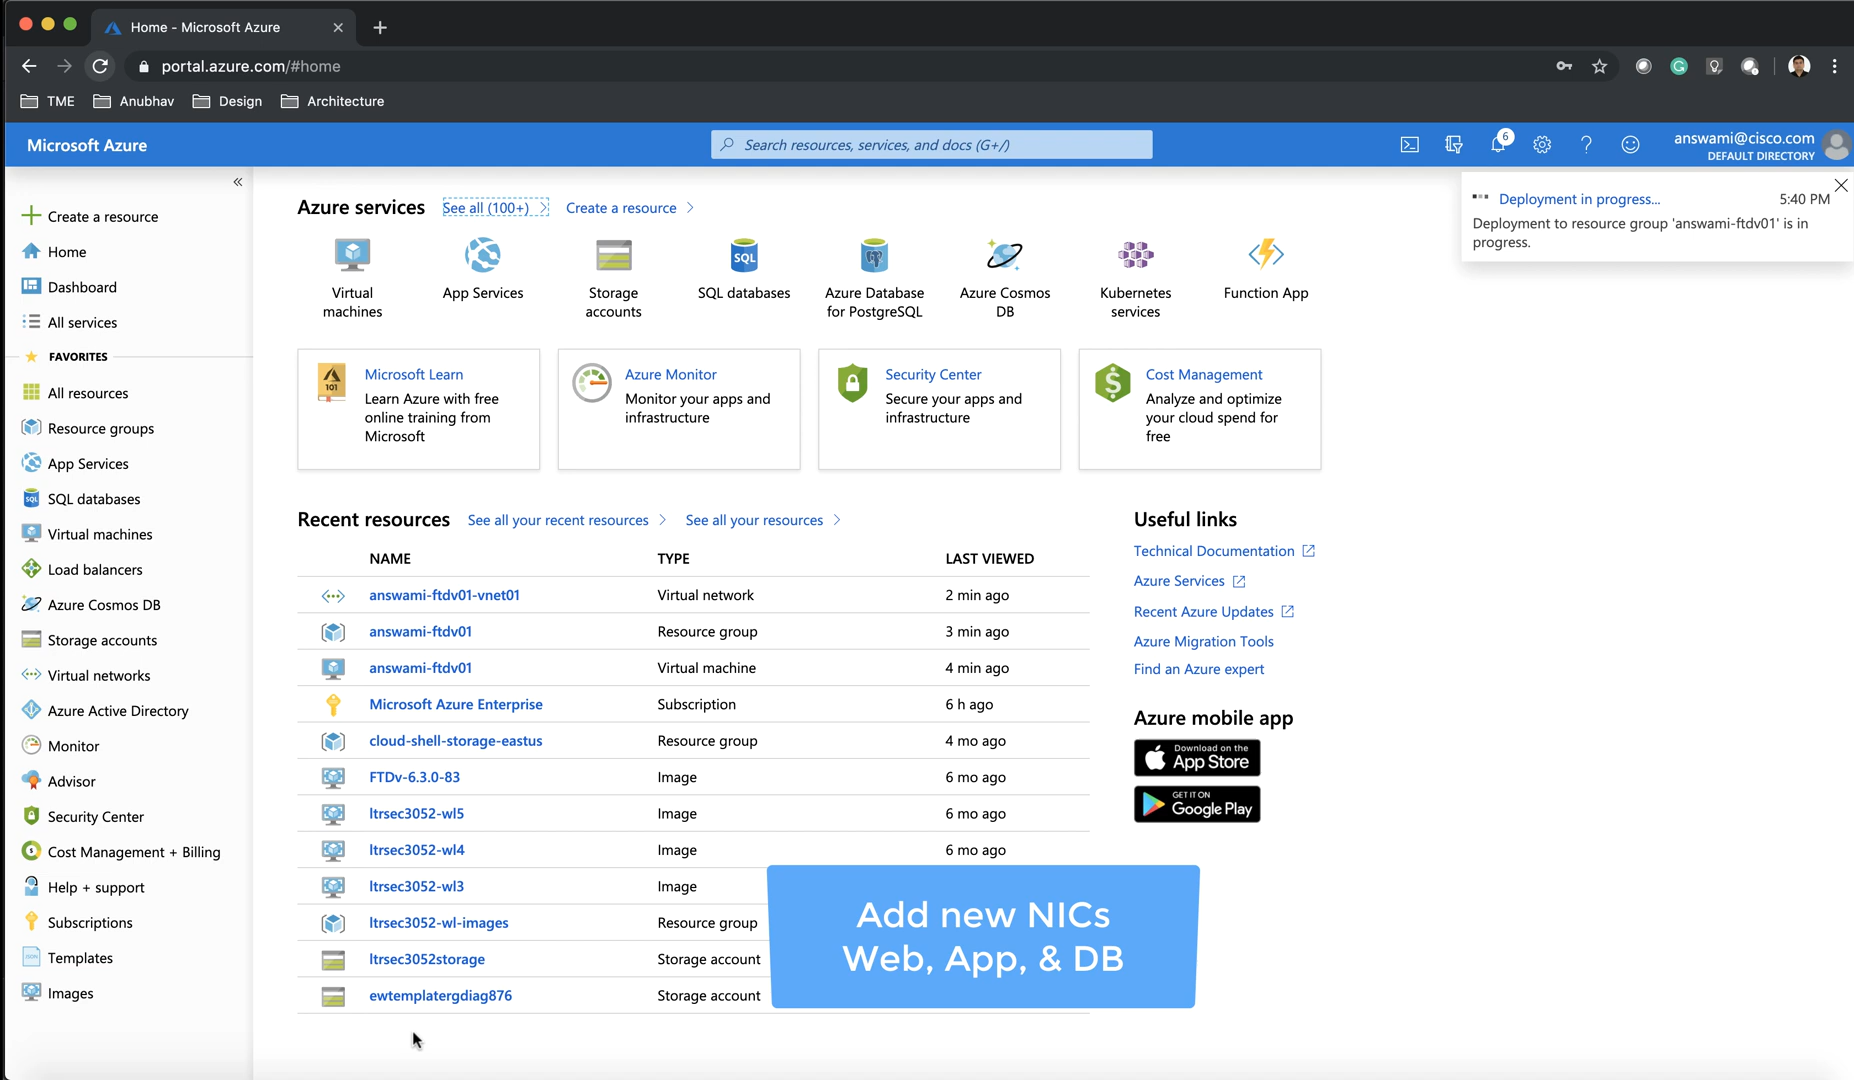 Home - Microsoft Azure
portal.azure.com/#home
TME
Anubhav
Design
Architecture
Microsoft Azure
Search resources, services, and docs (G+/)
6
answami@cisco.com
DEFAULT DIRECTORY
Create a resource
Home
Dashboard
All services
FAVORITES
All resources
Resource groups
App Services
SQL databases
Virtual machines
Load balancers
Azure Cosmos DB
Storage accounts
Virtual networks
Azure Active Directory
Monitor
Advisor
Security Center
Cost Management + Billing
Help + support
Subscriptions
Templates
Images
Azure services
See all (100+)
Create a resource
Virtual
machines
App Services
Storage
accounts
SQL
SQL databases
Azure Database
for PostgreSQL
Azure Cosmos
DB
Kubernetes
services
Function App
101
Microsoft Learn
Learn Azure with free
online training from
Microsoft
Azure Monitor
Monitor your apps and
infrastructure
Security Center
Secure your apps and
infrastructure
Cost Management
Analyze and optimize
your cloud spend for
free
Recent resources
See all your recent resources
See all your resources
NAME TYPE LAST VIEWED
answami-ftdv01-vnet01 Virtual network 2 min ago
answami-ftdv01 Resource group 3 min ago
answami-ftdv01 Virtual machine 4 min ago
Microsoft Azure Enterprise Subscription 6 h ago
cloud-shell-storage-eastus Resource group 4 mo ago
FTDv-6.3.0-83 Image 6 mo ago
ltrsec3052-wl5 Image 6 mo ago
ltrsec3052-wl4 Image 6 mo ago
ltrsec3052-wl3 Image
ltrsec3052-wl-images Resource group
ltrsec3052storage Storage account
ewtemplatergdiag876 Storage account
Add new NICs
Web, App, & DB
Useful links
Technical Documentation
Azure Services
Recent Azure Updates
Azure Migration Tools
Find an Azure expert
Azure mobile app
Download on the
App Store
GET IT ON
Google Play
Deployment in progress... 5:40 PM
Deployment to resource group 'answami-ftdv01' is in
progress.